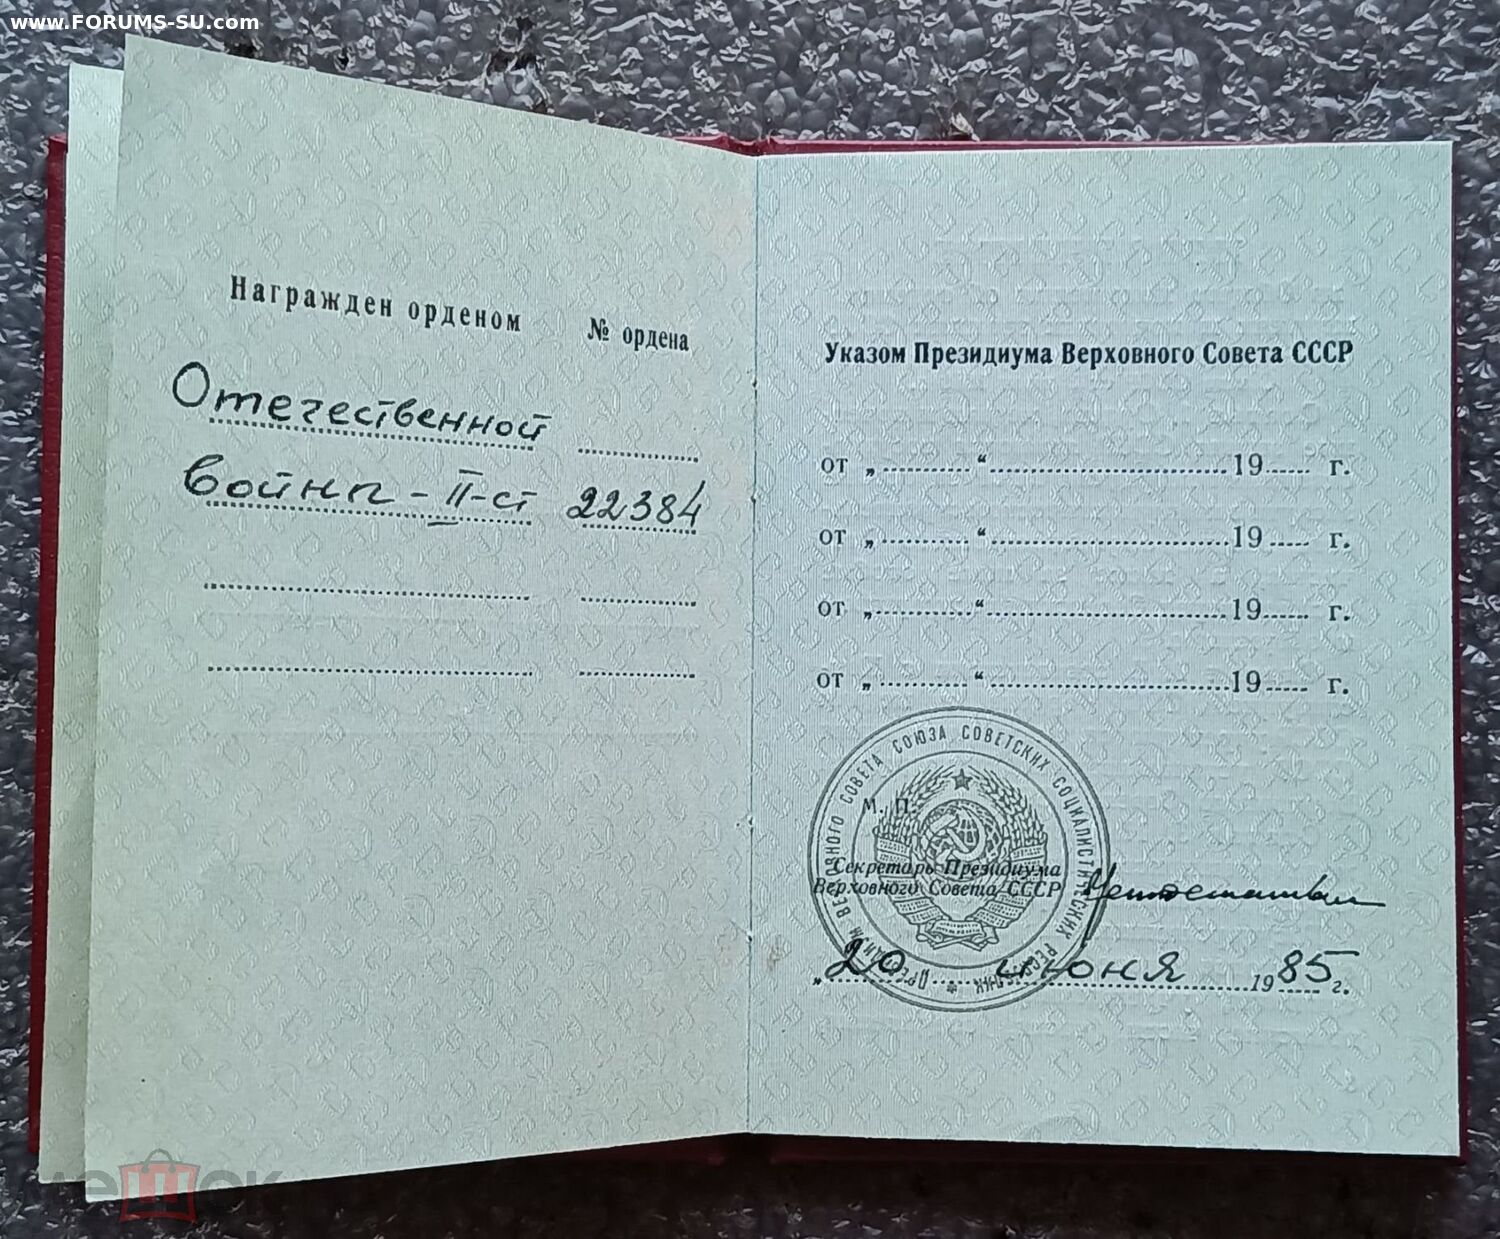 www.FORUMS-SU.com
Награжден орденом № ордена
Отечественной
войны - II-ст 22384
Указом Президиума Верховного Совета СССР
от „ “ 19 г.
от „ “ 19 г.
от „ “ 19 г.
от „ “ 19 г.
ПРЕЗИДИУМ ВЕРХОВНОГО СОВЕТА СОЮЗА СОВЕТСКИХ СОЦИАЛИСТИЧЕСКИХ РЕСПУБЛИК
М. П.
Секретарь Президиума
Верховного Совета СССР
„20 июня 1985 г.
мешок